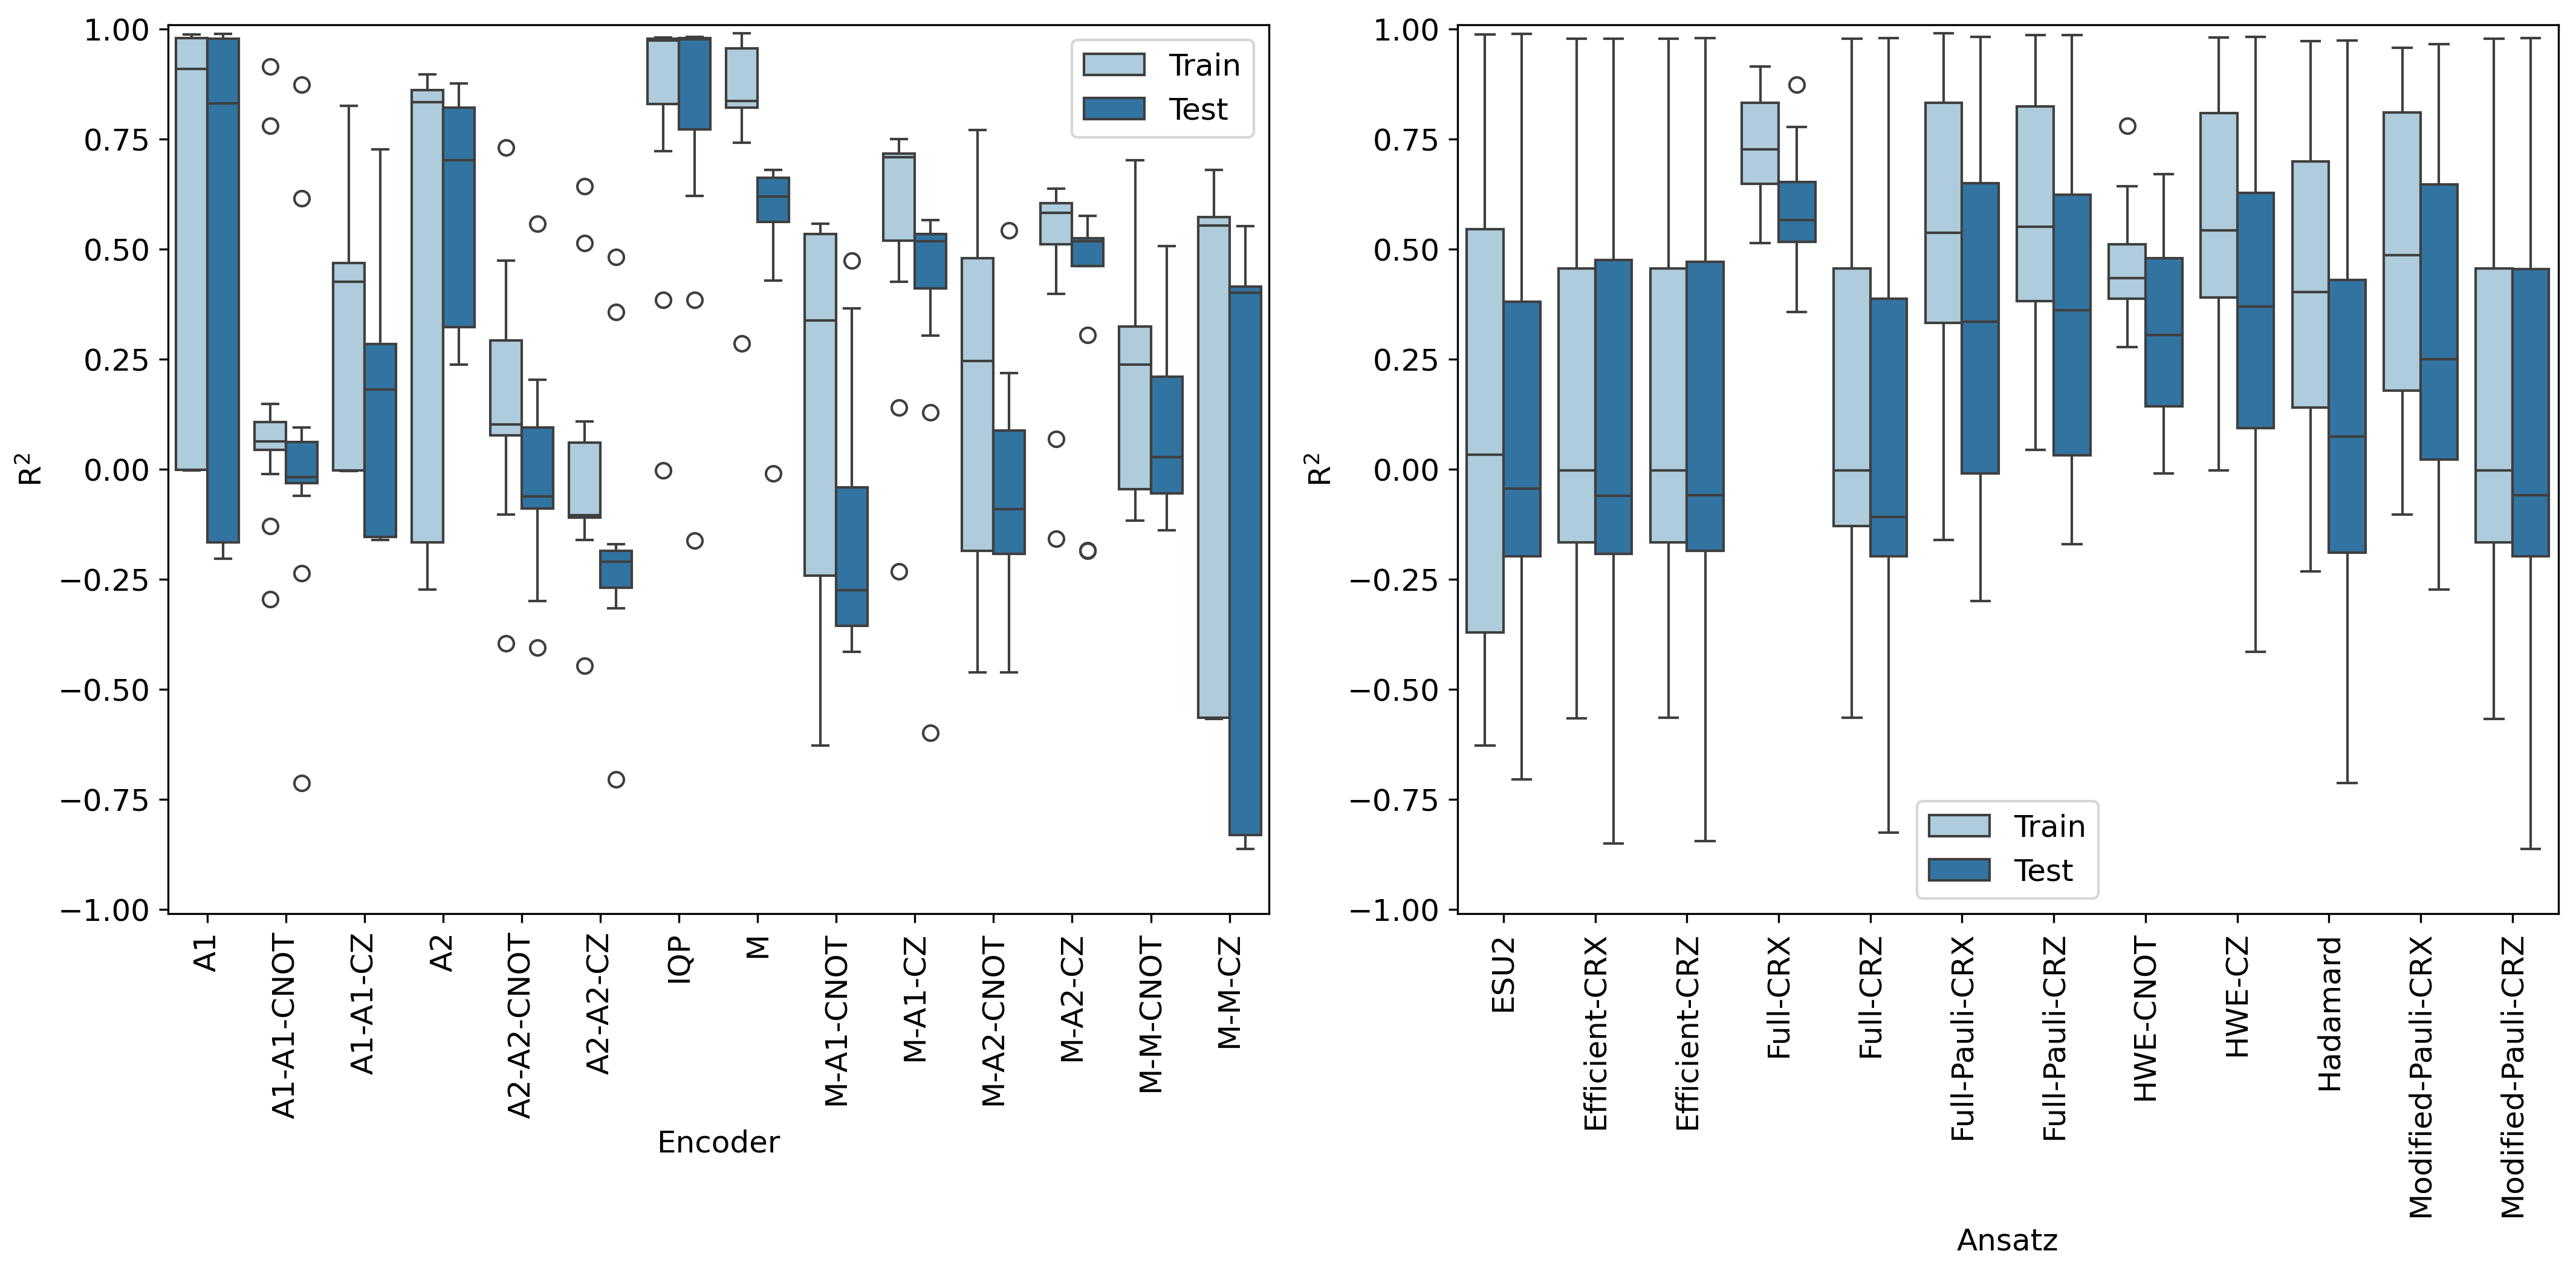 1.00
0.75
0.50
0.25
0.00
−0.25
−0.50
−0.75
−1.00
R²
Train
Test
A1
A1-A1-CNOT
A1-A1-CZ
A2
A2-A2-CNOT
A2-A2-CZ
IQP
M
M-A1-CNOT
M-A1-CZ
M-A2-CNOT
M-A2-CZ
M-M-CNOT
M-M-CZ
Encoder
1.00
0.75
0.50
0.25
0.00
−0.25
−0.50
−0.75
−1.00
R²
Train
Test
ESU2
Efficient-CRX
Efficient-CRZ
Full-CRX
Full-CRZ
Full-Pauli-CRX
Full-Pauli-CRZ
HWE-CNOT
HWE-CZ
Hadamard
Modified-Pauli-CRX
Modified-Pauli-CRZ
Ansatz